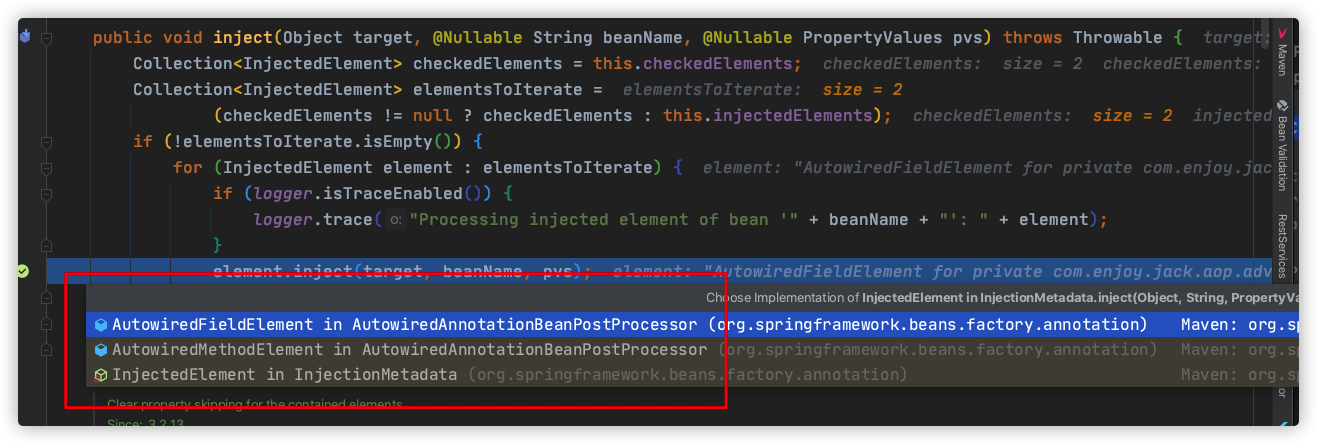 public void inject(Object target, @Nullable String beanName, @Nullable PropertyValues pvs) throws Throwable {  target:
Collection<InjectedElement> checkedElements = this.checkedElements;  checkedElements:  size = 2  checkedElements:
Collection<InjectedElement> elementsToIterate =  elementsToIterate:  size = 2
(checkedElements != null ? checkedElements : this.injectedElements);  checkedElements:  size = 2  injected
if (!elementsToIterate.isEmpty()) {
for (InjectedElement element : elementsToIterate) {  element: "AutowiredFieldElement for private com.enjoy.jack
if (logger.isTraceEnabled()) {
logger.trace( o: "Processing injected element of bean '" + beanName + "': " + element);
}
element.inject(target, beanName, pvs);  element: "AutowiredFieldElement for private com.enjoy.jack.aop.adv
Choose Implementation of InjectedElement in InjectionMetadata.inject(Object, String, PropertyVa
AutowiredFieldElement in AutowiredAnnotationBeanPostProcessor (org.springframework.beans.factory.annotation)  Maven: org.sp
AutowiredMethodElement in AutowiredAnnotationBeanPostProcessor (org.springframework.beans.factory.annotation)  Maven: org.sp
InjectedElement in InjectionMetadata (org.springframework.beans.factory.annotation)  Maven: org.sp
Clear property skipping for the contained elements
Since: 3.2.13
Maven
Bean Validation
RestServices
or